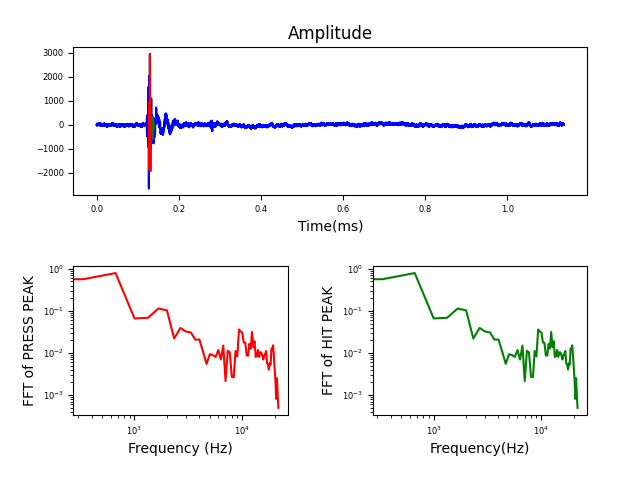 Amplitude
3000
2000
1000
0
−1000
−2000
0.0 0.2 0.4 0.6 0.8 1.0
Time(ms)
FFT of PRESS PEAK
10⁰
10⁻¹
10⁻²
10⁻³
10³ 10⁴
Frequency (Hz)
FFT of HIT PEAK
10⁰
10⁻¹
10⁻²
10⁻³
10³ 10⁴
Frequency(Hz)